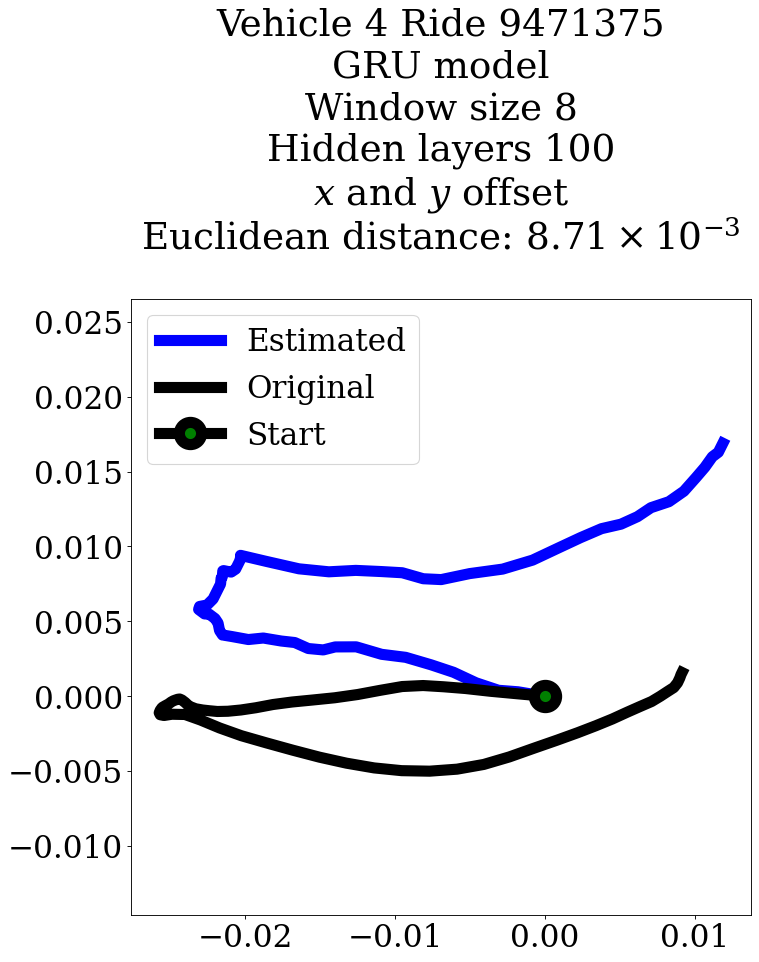 Vehicle 4 Ride 9471375
GRU model
Window size 8
Hidden layers 100
x and y offset
Euclidean distance: 8.71 × 10⁻³
Estimated
Original
Start
0.025
0.020
0.015
0.010
0.005
0.000
−0.005
−0.010
−0.02 −0.01 0.00 0.01